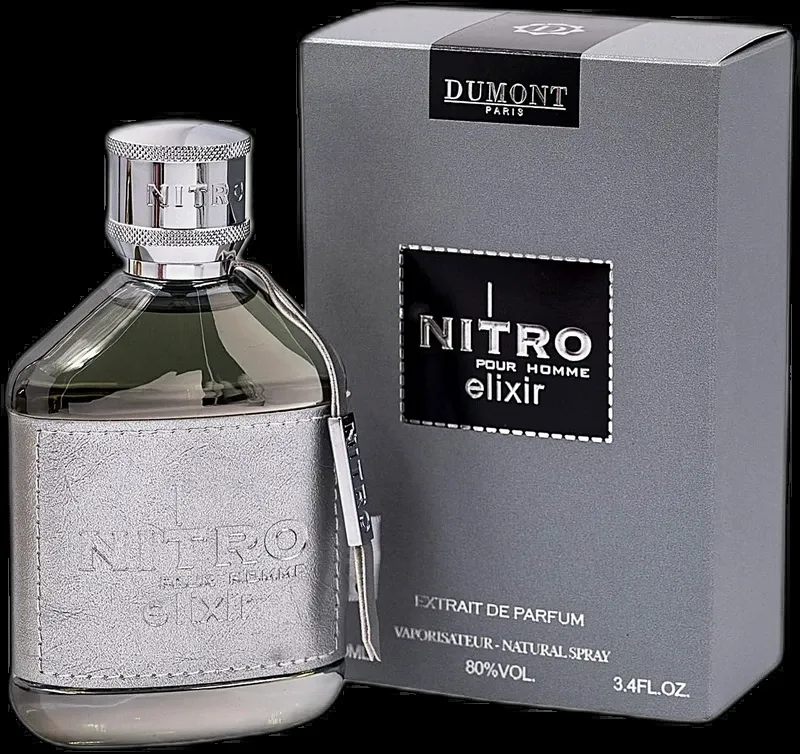 DUMONT
PARIS
NITRO
POUR HOMME
elixir
EXTRAIT DE PARFUM
VAPORISATEUR - NATURAL SPRAY
80%VOL.
3.4FL.OZ.
NITRO
NITRO
POUR HOMME
elixir
NITRO